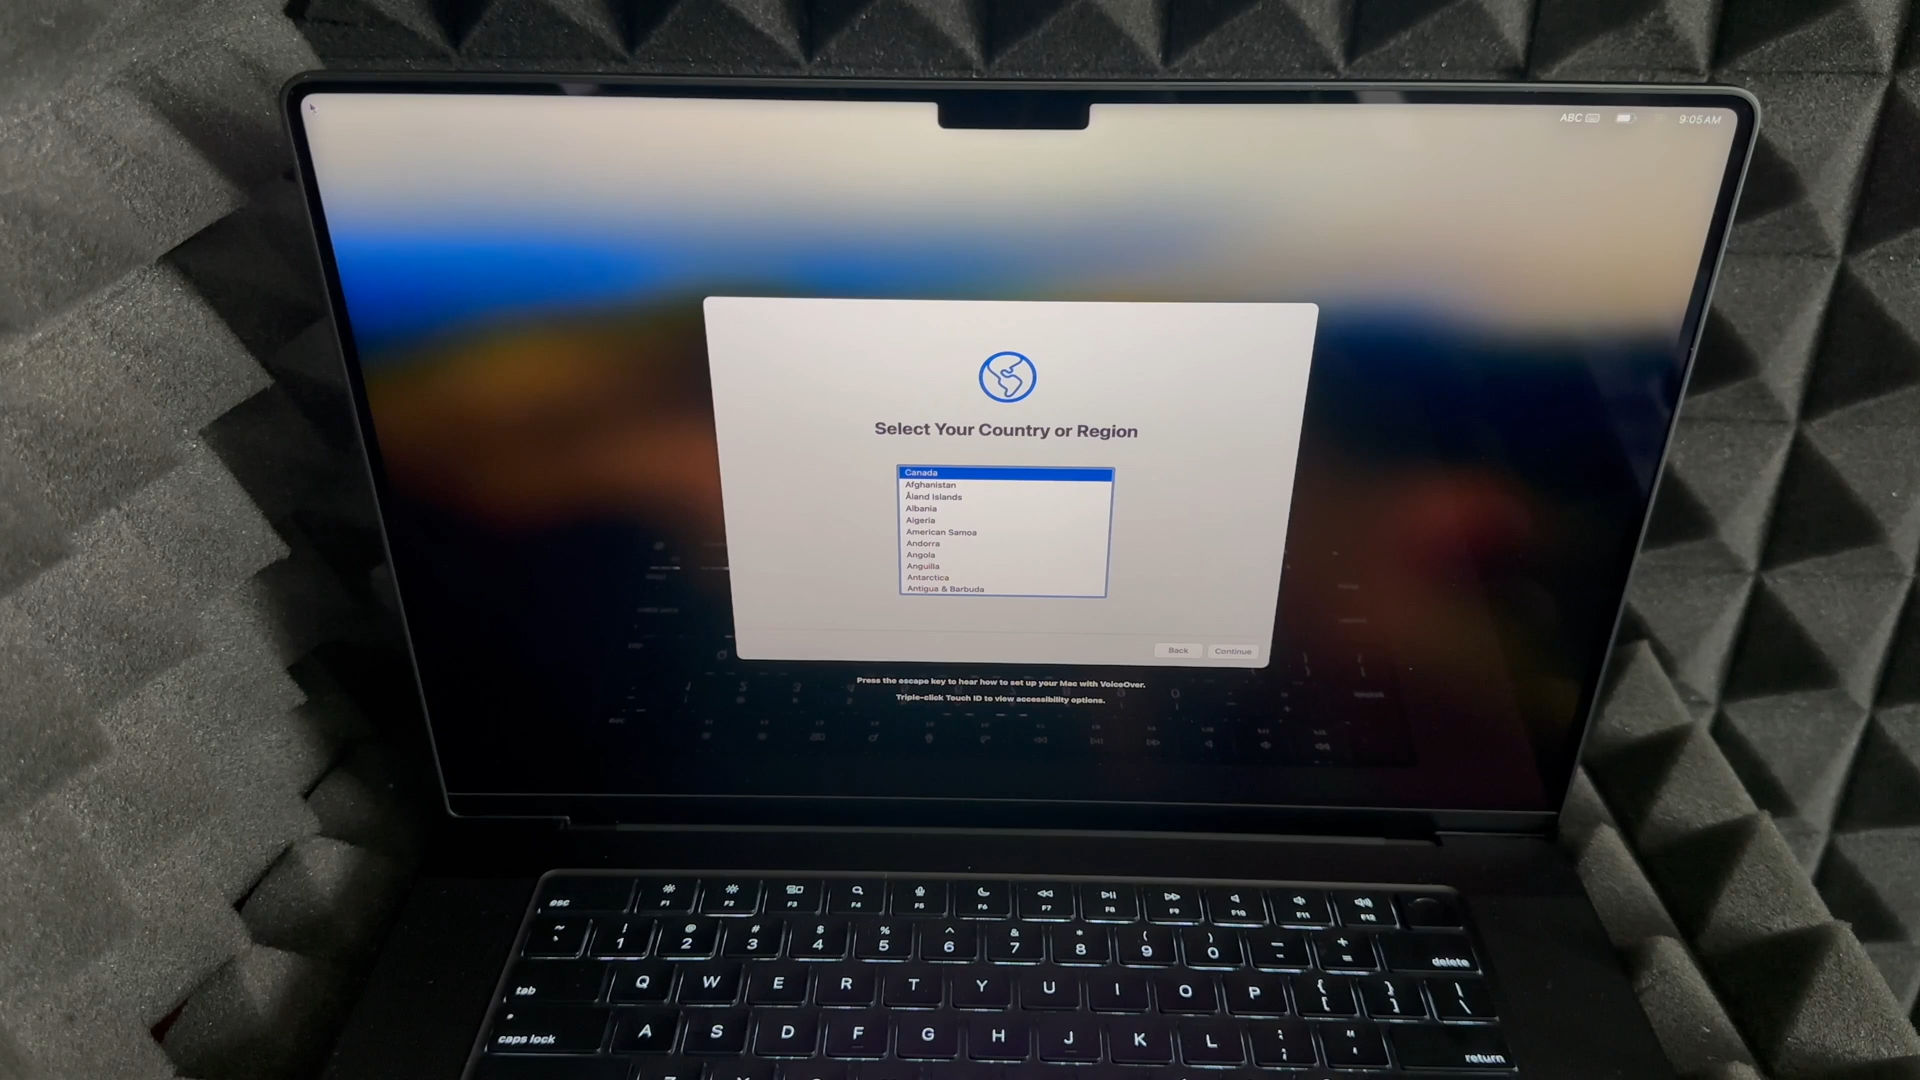 ABC 9:05 AM
Select Your Country or Region
Canada
Afghanistan
Åland Islands
Albania
Algeria
American Samoa
Andorra
Angola
Anguilla
Antarctica
Antigua & Barbuda
Back Continue
Press the escape key to hear how to set up your Mac with VoiceOver.
Triple-click Touch ID to view accessibility options.
esc F1 F2 F3 F4 F5 F6 F7 F8 F9 F10 F11 F12
~ ! @ # $ % ^ & * ( ) — +
` 1 2 3 4 5 6 7 8 9 0 - =
delete
tab Q W E R T Y U I O P { } |
[ ] \
caps lock A S D F G H J K L : "
; '
return